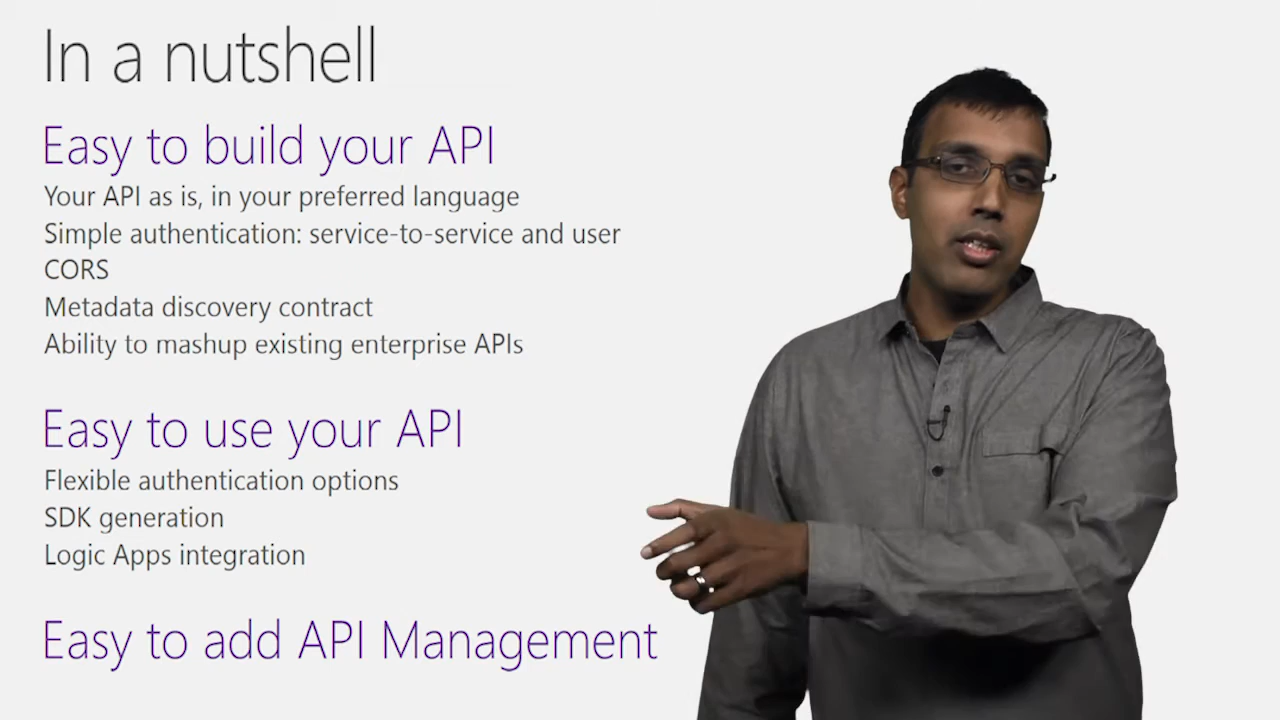 In a nutshell
Easy to build your API
Your API as is, in your preferred language
Simple authentication: service-to-service and user
CORS
Metadata discovery contract
Ability to mashup existing enterprise APIs
Easy to use your API
Flexible authentication options
SDK generation
Logic Apps integration
Easy to add API Management